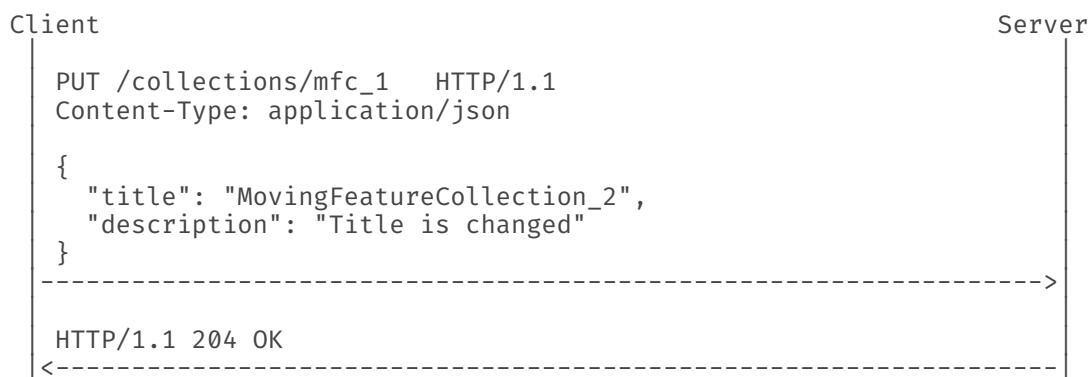 Client Server
PUT /collections/mfc_1   HTTP/1.1
Content-Type: application/json
{
  "title": "MovingFeatureCollection_2",
  "description": "Title is changed"
}
------------------------------------------------------------------>
HTTP/1.1 204 OK
<------------------------------------------------------------------